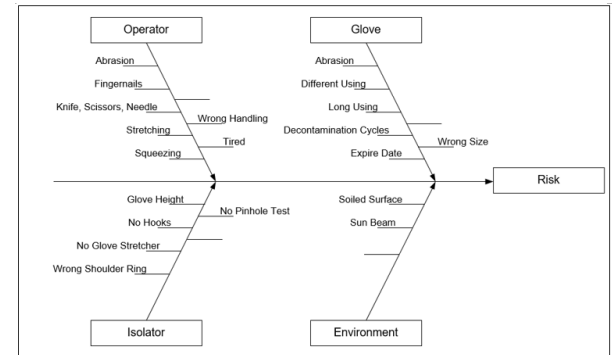 Operator
Glove
Abrasion
Fingernails
Knife, Scissors, Needle
Wrong Handling
Stretching
Tired
Squeezing
Abrasion
Different Using
Long Using
Decontamination Cycles
Wrong Size
Expire Date
Risk
Glove Height
No Pinhole Test
No Hooks
No Glove Stretcher
Wrong Shoulder Ring
Soiled Surface
Sun Beam
Isolator
Environment